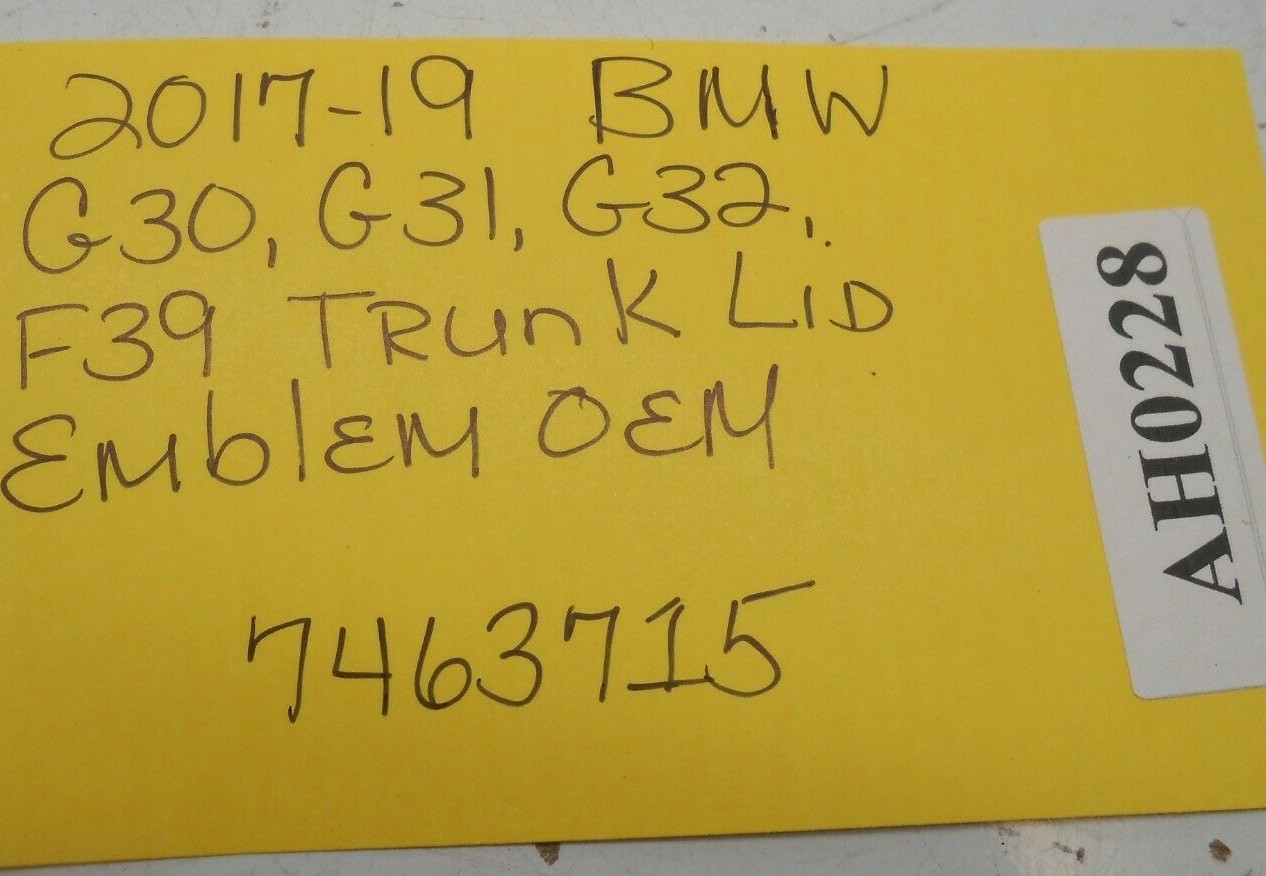 2017-19 BMW
G30, G31, G32,
F39 TRunK LID
EmblEM OEM
7463715
AH0228